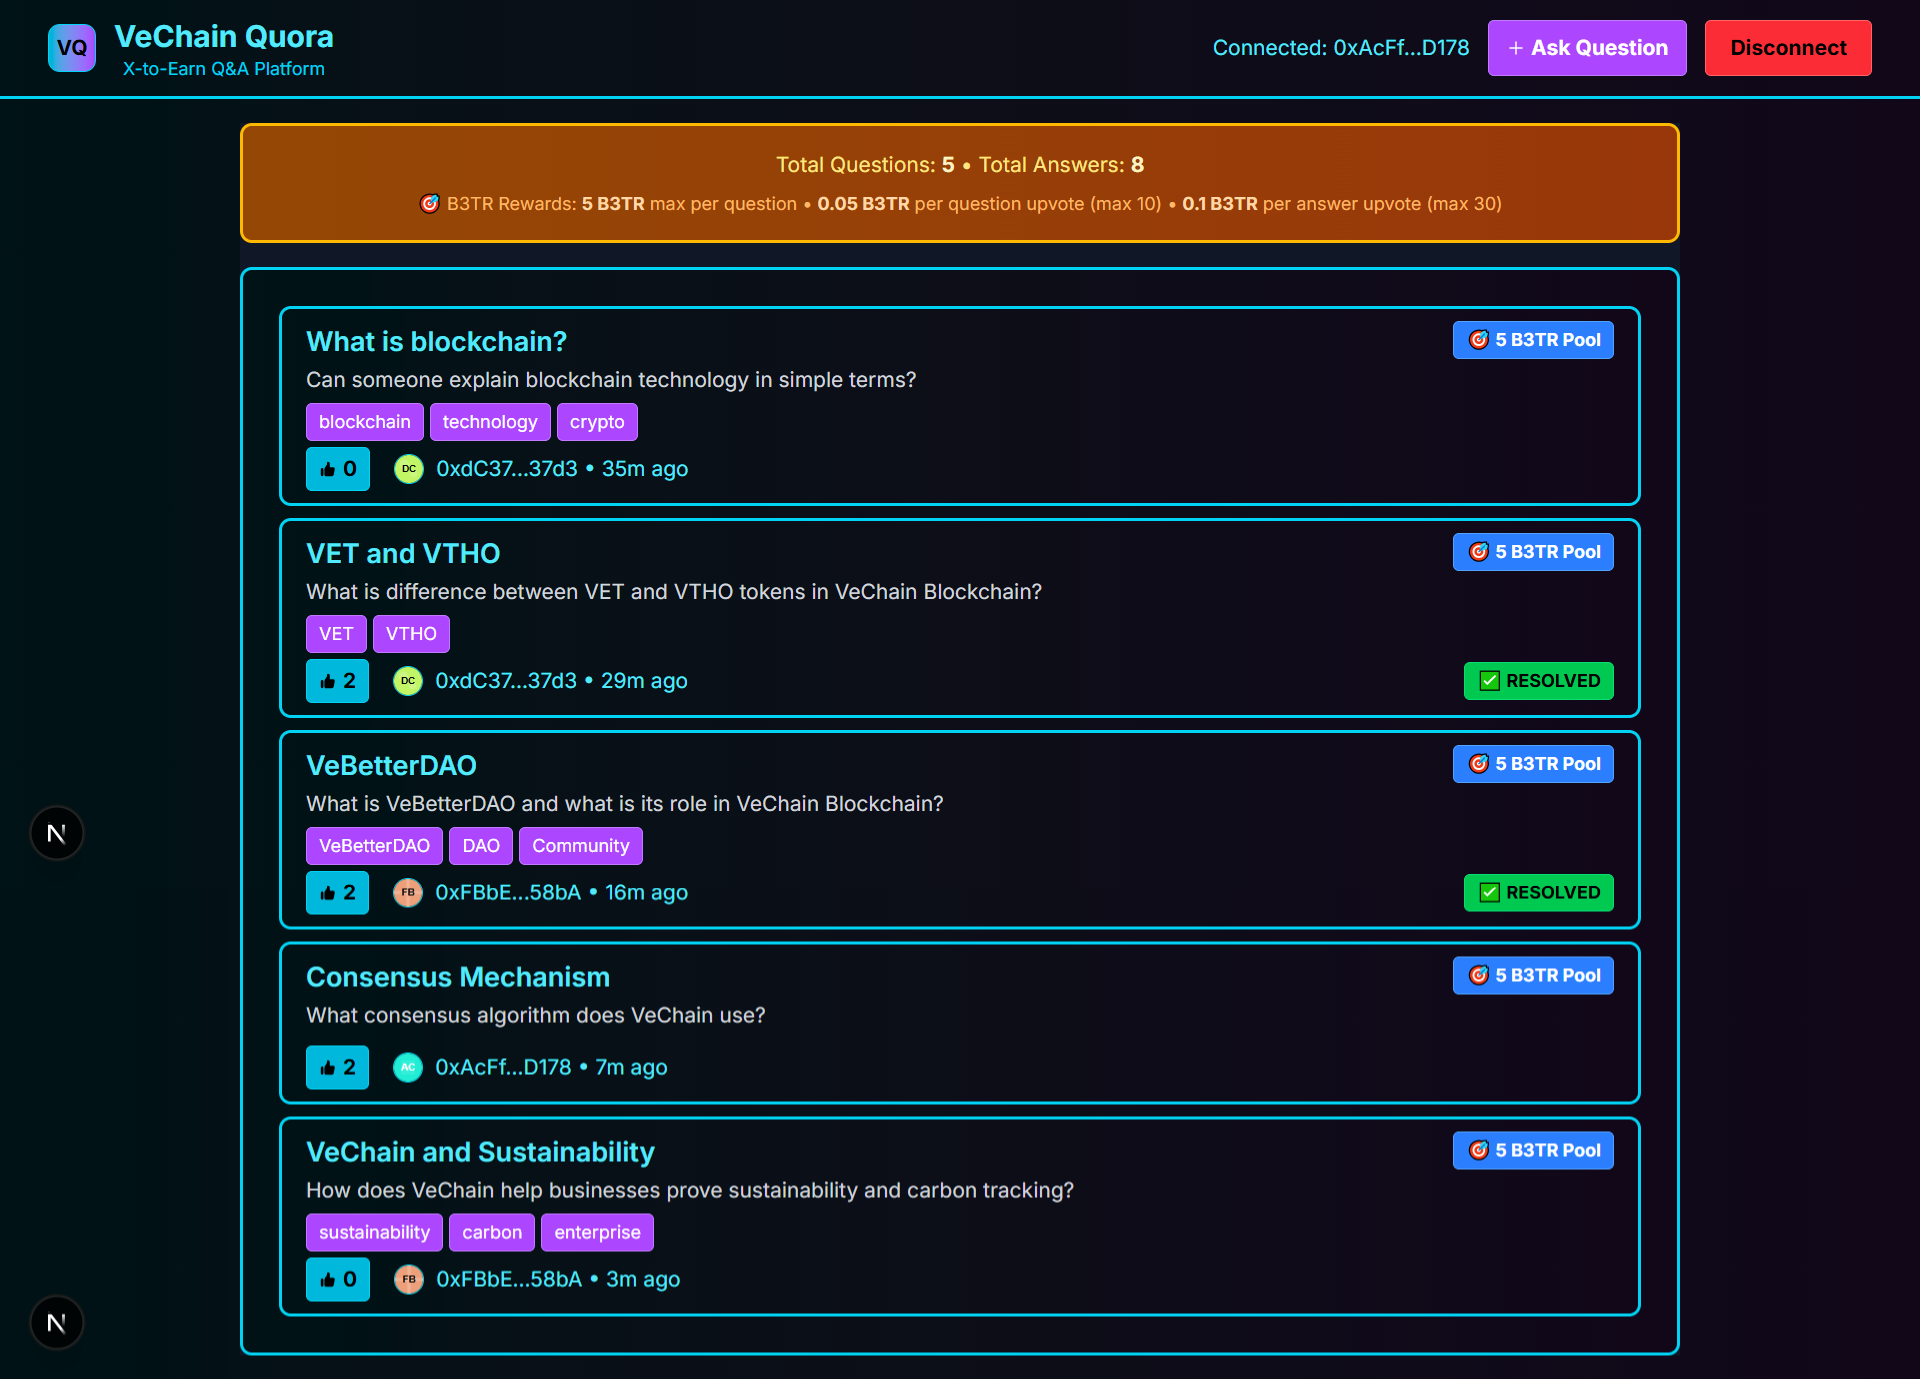 VQ
VeChain Quora
X-to-Earn Q&A Platform
Connected: 0xAcFf...D178
+ Ask Question
Disconnect
Total Questions: 5 • Total Answers: 8
🎯 B3TR Rewards: 5 B3TR max per question • 0.05 B3TR per question upvote (max 10) • 0.1 B3TR per answer upvote (max 30)
What is blockchain?
🎯 5 B3TR Pool
Can someone explain blockchain technology in simple terms?
blockchain technology crypto
👍 0 DC 0xdC37...37d3 • 35m ago
VET and VTHO
🎯 5 B3TR Pool
What is difference between VET and VTHO tokens in VeChain Blockchain?
VET VTHO
👍 2 DC 0xdC37...37d3 • 29m ago
✅ RESOLVED
VeBetterDAO
🎯 5 B3TR Pool
What is VeBetterDAO and what is its role in VeChain Blockchain?
VeBetterDAO DAO Community
👍 2 FB 0xFBbE...58bA • 16m ago
✅ RESOLVED
Consensus Mechanism
🎯 5 B3TR Pool
What consensus algorithm does VeChain use?
👍 2 AC 0xAcFf...D178 • 7m ago
VeChain and Sustainability
🎯 5 B3TR Pool
How does VeChain help businesses prove sustainability and carbon tracking?
sustainability carbon enterprise
👍 0 FB 0xFBbE...58bA • 3m ago
N
N